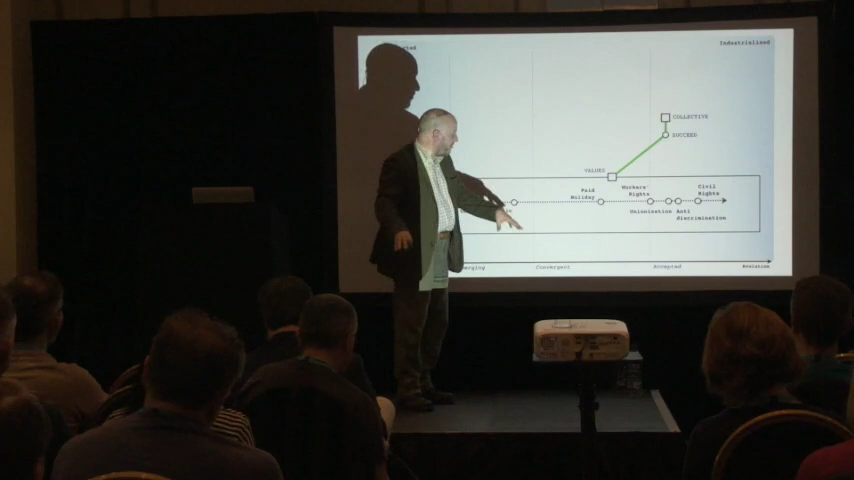 Industrialised
COLLECTIVE
SUCCEED
VALUES
Paid
Holiday
Workers'
Rights
Civil
Rights
Unionisation
Anti
discrimination
Convergent
Accepted
Evolution